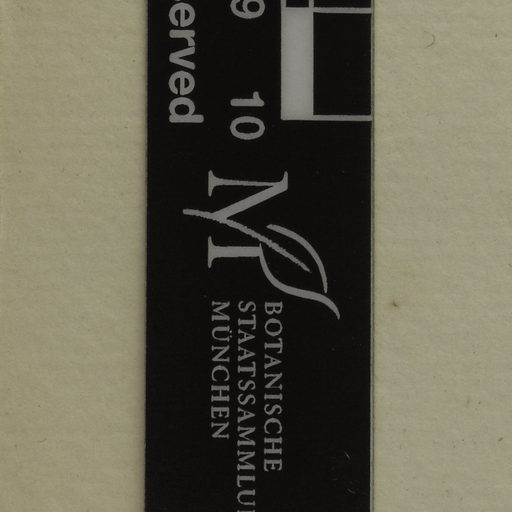 9 10
served
M
BOTANISCHE
STAATSSAMMLU
MÜNCHEN